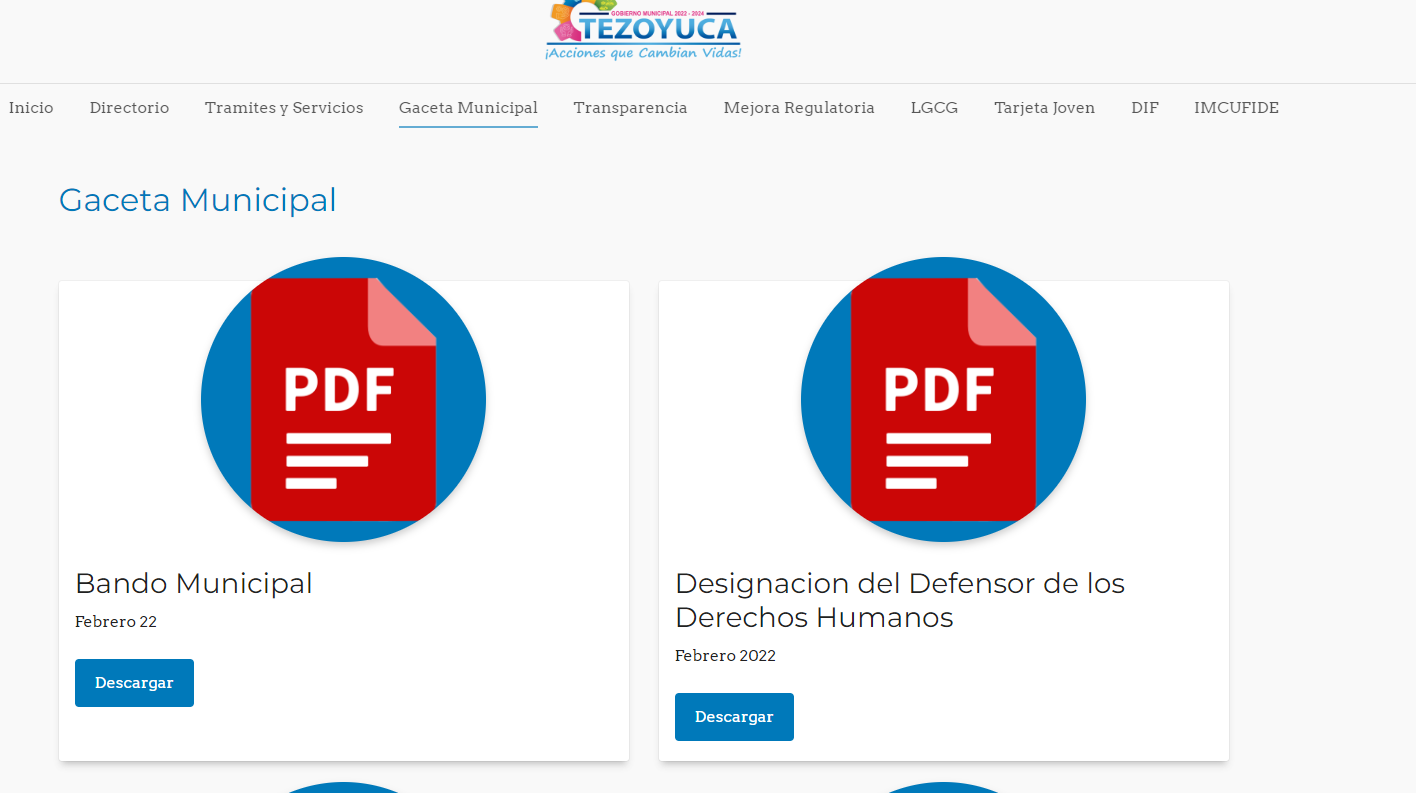 GOBIERNO MUNICIPAL 2022 - 2024
TEZOYUCA
¡Acciones que Cambian Vidas!
Inicio Directorio Tramites y Servicios Gaceta Municipal Transparencia Mejora Regulatoria LGCG Tarjeta Joven DIF IMCUFIDE
Gaceta Municipal
PDF
PDF
Bando Municipal
Febrero 22
Descargar
Designacion del Defensor de los
Derechos Humanos
Febrero 2022
Descargar